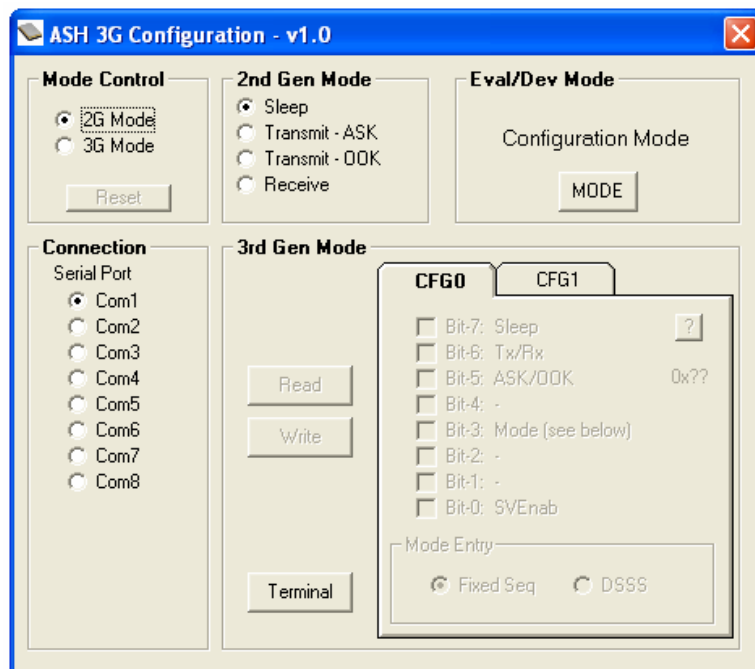 ASH 3G Configuration - v1.0
Mode Control
2G Mode
3G Mode
Reset
2nd Gen Mode
Sleep
Transmit - ASK
Transmit - OOK
Receive
Eval/Dev Mode
Configuration Mode
MODE
Connection
Serial Port
Com1
Com2
Com3
Com4
Com5
Com6
Com7
Com8
3rd Gen Mode
Read
Write
Terminal
CFG0 CFG1
Bit-7: Sleep ?
Bit-6: Tx/Rx
Bit-5: ASK/OOK 0x??
Bit-4: -
Bit-3: Mode (see below)
Bit-2: -
Bit-1: -
Bit-0: SVEnab
Mode Entry
Fixed Seq DSSS